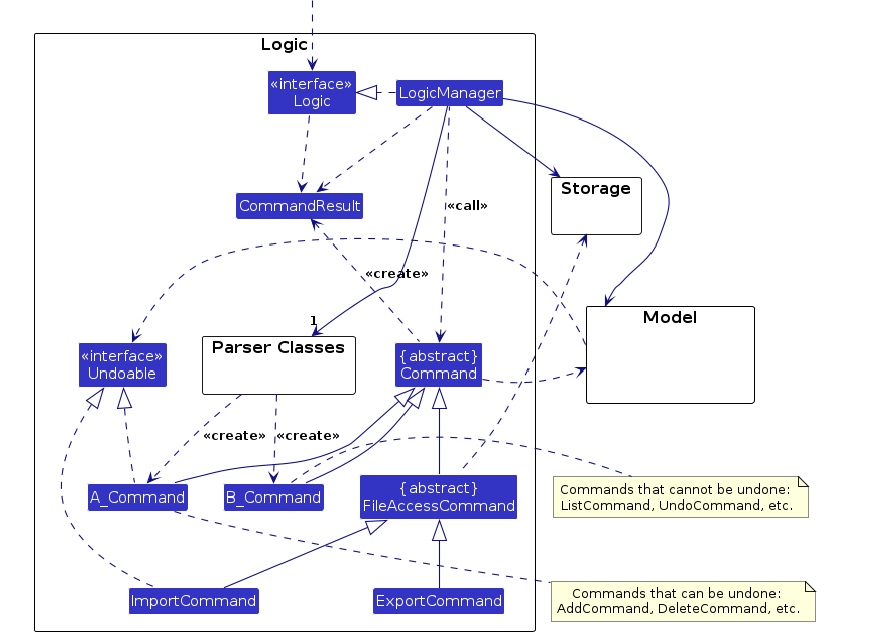 Logic
«interface»
Logic
LogicManager
Storage
CommandResult
«call»
«create»
1
Model
Parser Classes
«interface»
Undoable
{abstract}
Command
«create»
«create»
A_Command
B_Command
{abstract}
FileAccessCommand
Commands that cannot be undone:
ListCommand, UndoCommand, etc.
Commands that can be undone:
AddCommand, DeleteCommand, etc.
ImportCommand
ExportCommand